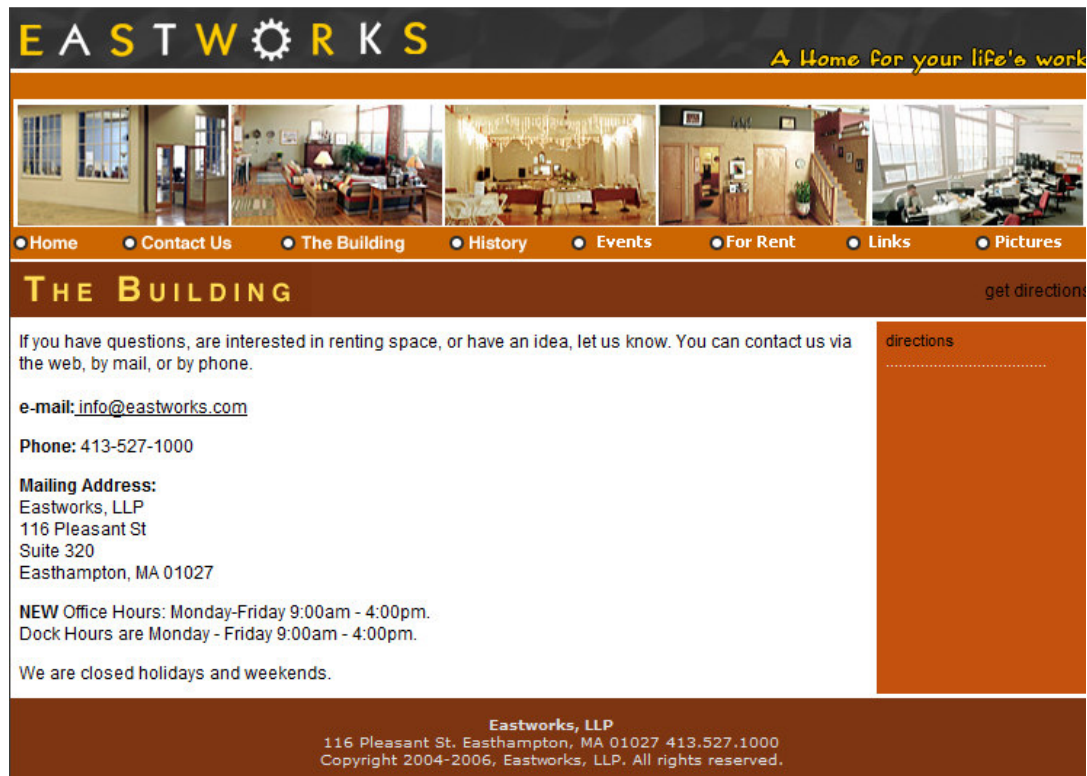 EASTWORKS
A Home for your life's work
Home Contact Us The Building History Events For Rent Links Pictures
THE BUILDING
get directions
If you have questions, are interested in renting space, or have an idea, let us know. You can contact us via
the web, by mail, or by phone.
directions
e-mail: info@eastworks.com
Phone: 413-527-1000
Mailing Address:
Eastworks, LLP
116 Pleasant St
Suite 320
Easthampton, MA 01027
NEW Office Hours: Monday-Friday 9:00am - 4:00pm.
Dock Hours are Monday - Friday 9:00am - 4:00pm.
We are closed holidays and weekends.
Eastworks, LLP
116 Pleasant St. Easthampton, MA 01027 413.527.1000
Copyright 2004-2006, Eastworks, LLP. All rights reserved.